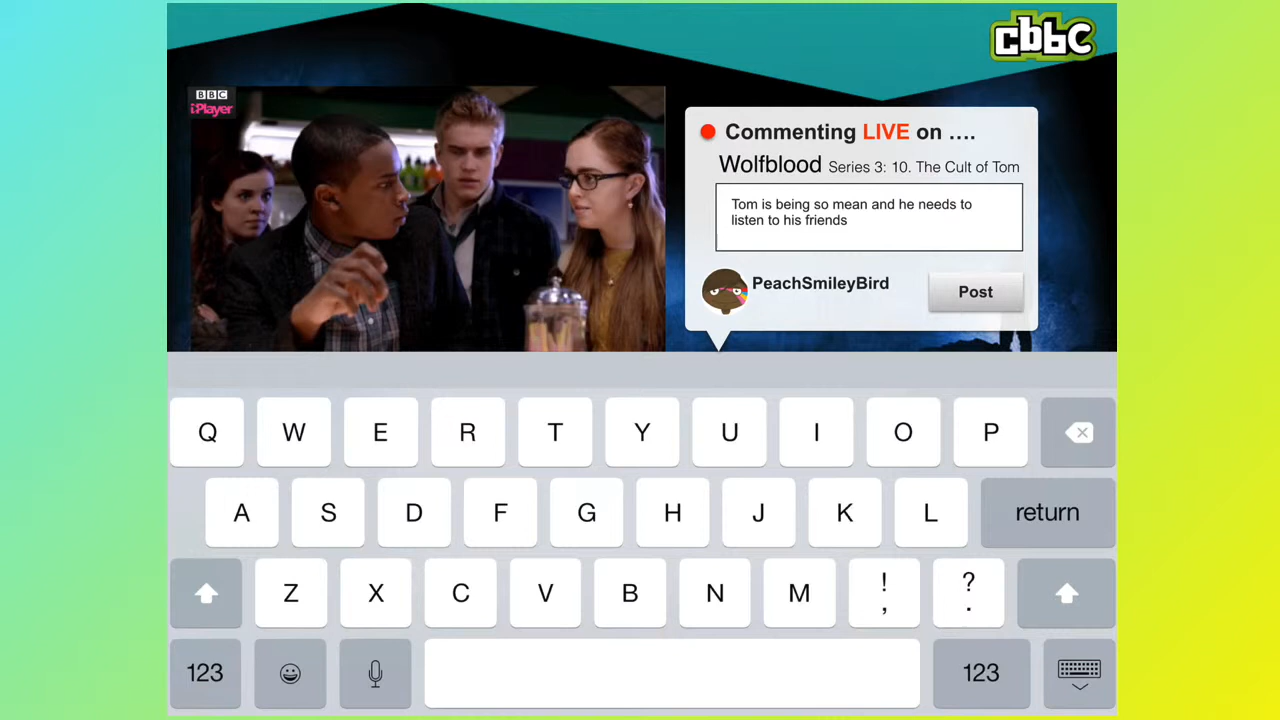 cbbc
BBC
iPlayer
Commenting LIVE on ....
Wolfblood Series 3: 10. The Cult of Tom
Tom is being so mean and he needs to
listen to his friends
PeachSmileyBird
Post
Q W E R T Y U I O P
A S D F G H J K L return
Z X C V B N M ! , ? .
123 123